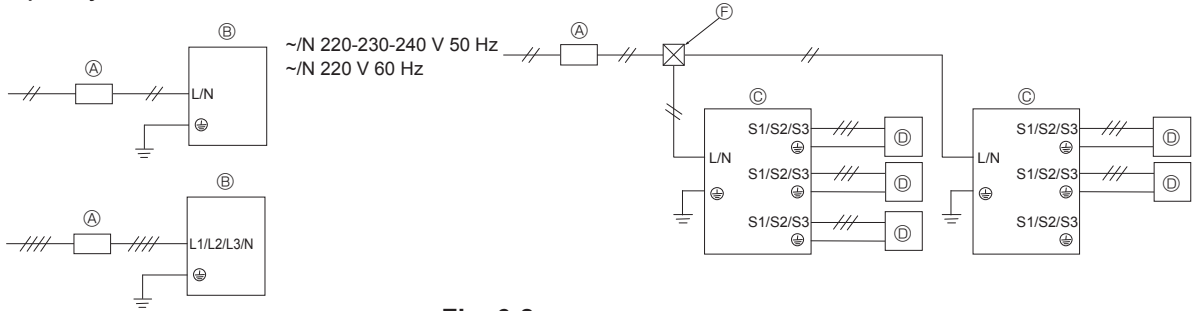 Ⓑ
Ⓐ
L/N
Ⓑ
Ⓐ
L1/L2/L3/N
~/N 220-230-240 V 50 Hz
~/N 220 V 60 Hz
Ⓐ
Ⓕ
Ⓒ
L/N
S1/S2/S3
Ⓓ
S1/S2/S3
Ⓓ
S1/S2/S3
Ⓓ
Ⓒ
L/N
S1/S2/S3
Ⓓ
S1/S2/S3
Ⓓ
S1/S2/S3